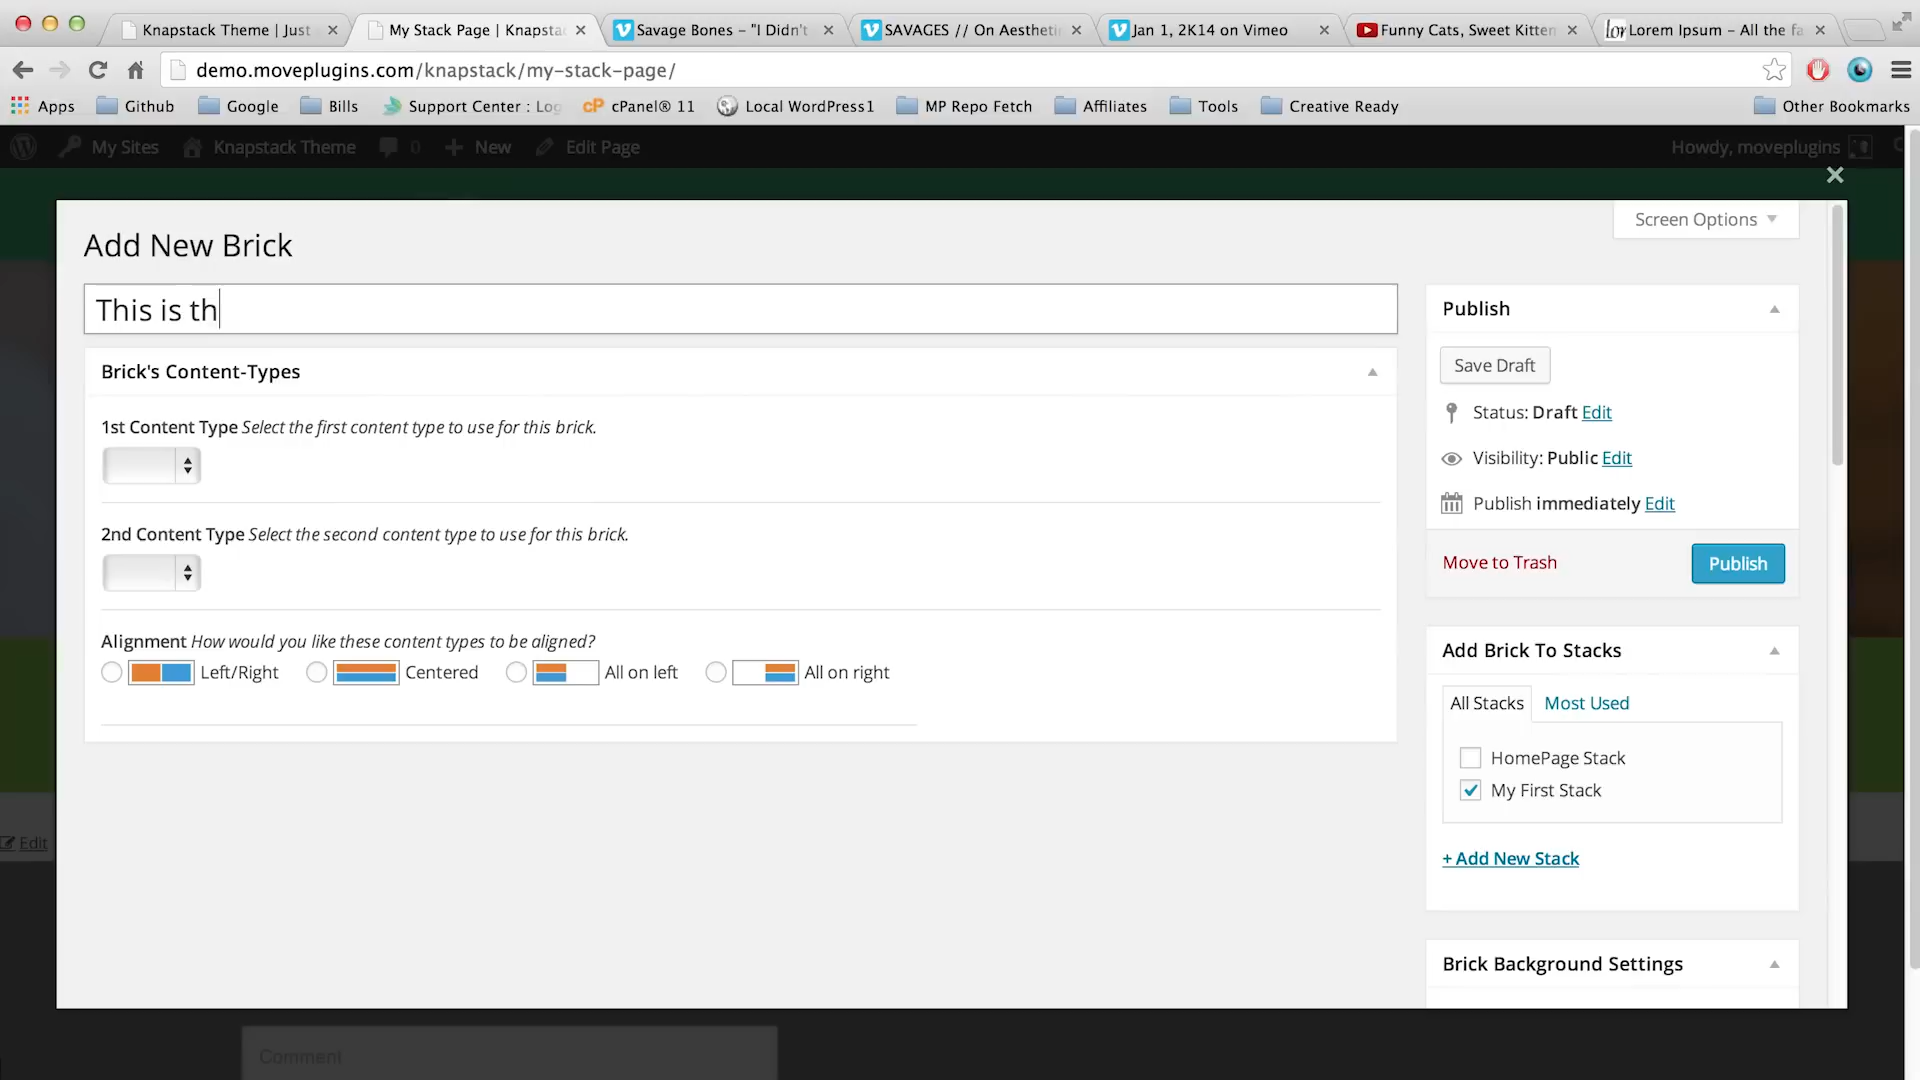 Knapstack Theme | Just
My Stack Page | Knapsta
Savage Bones – "I Didn't
SAVAGES // On Aestheti
Jan 1, 2K14 on Vimeo
Funny Cats, Sweet Kitten
lor Lorem Ipsum – All the fa
demo.moveplugins.com/knapstack/my-stack-page/
Apps
Github
Google
Bills
Support Center : Log
cP cPanel® 11
Local WordPress1
MP Repo Fetch
Affiliates
Tools
Creative Ready
Other Bookmarks
My Sites
Knapstack Theme
0
New
Edit Page
Howdy, moveplugins
Screen Options
Add New Brick
This is th
Brick's Content-Types
1st Content Type Select the first content type to use for this brick.
2nd Content Type Select the second content type to use for this brick.
Alignment How would you like these content types to be aligned?
Left/Right
Centered
All on left
All on right
Publish
Save Draft
Status: Draft Edit
Visibility: Public Edit
Publish immediately Edit
Move to Trash
Publish
Add Brick To Stacks
All Stacks
Most Used
HomePage Stack
My First Stack
+ Add New Stack
Brick Background Settings
Edit
Comment